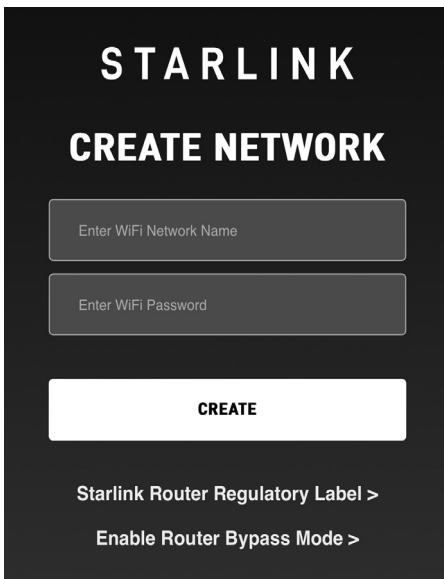 STARLINK
CREATE NETWORK
Enter WiFi Network Name
Enter WiFi Password
CREATE
Starlink Router Regulatory Label >
Enable Router Bypass Mode >